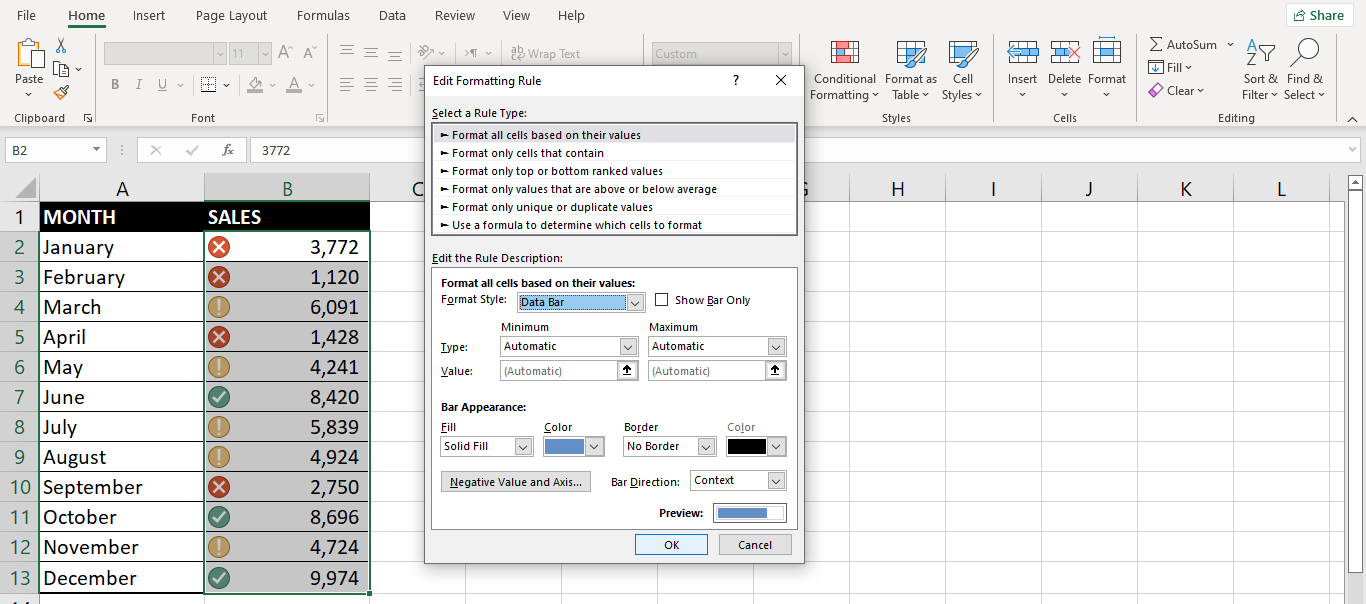 File Home Insert Page Layout Formulas Data Review View Help Share
Paste
Clipboard
11 A A
B I U A
Font
ab Wrap Text
Custom
Conditional Formatting
Format as Table
Cell Styles
Styles
Insert Delete Format
Cells
AutoSum
Fill
Clear
Sort & Filter
Find & Select
Editing
B2 fx 3772
A B C G H I J K L
1 MONTH SALES
2 January 3,772
3 February 1,120
4 March 6,091
5 April 1,428
6 May 4,241
7 June 8,420
8 July 5,839
9 August 4,924
10 September 2,750
11 October 8,696
12 November 4,724
13 December 9,974
Edit Formatting Rule ?
Select a Rule Type:
► Format all cells based on their values
► Format only cells that contain
► Format only top or bottom ranked values
► Format only values that are above or below average
► Format only unique or duplicate values
► Use a formula to determine which cells to format
Edit the Rule Description:
Format all cells based on their values:
Format Style: Data Bar Show Bar Only
Minimum Maximum
Type: Automatic Automatic
Value: (Automatic) (Automatic)
Bar Appearance:
Fill Color Border Color
Solid Fill No Border
Negative Value and Axis... Bar Direction: Context
Preview:
OK Cancel